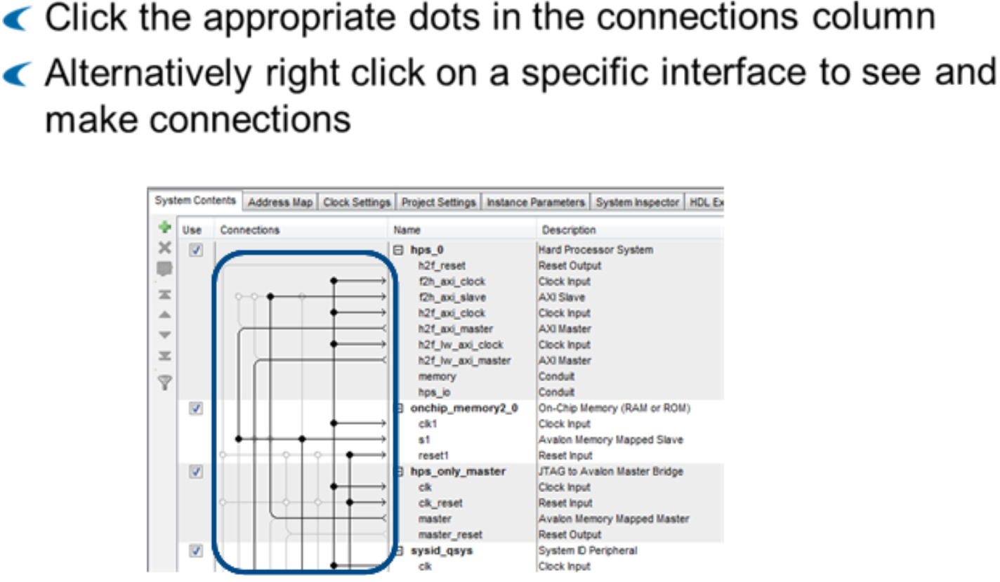 Click the appropriate dots in the connections column
Alternatively right click on a specific interface to see and
make connections
System Contents Address Map Clock Settings Project Settings Instance Parameters System Inspector HDL Ex
Use Connections Name Description
hps_0 Hard Processor System
h2f_reset Reset Output
f2h_axi_clock Clock Input
f2h_axi_slave AXI Slave
h2f_axi_clock Clock Input
h2f_axi_master AXI Master
h2f_lw_axi_clock Clock Input
h2f_lw_axi_master AXI Master
memory Conduit
hps_io Conduit
onchip_memory2_0 On-Chip Memory (RAM or ROM)
clk1 Clock Input
s1 Avalon Memory Mapped Slave
reset1 Reset Input
hps_only_master JTAG to Avalon Master Bridge
clk Clock Input
clk_reset Reset Input
master Avalon Memory Mapped Master
master_reset Reset Output
sysid_qsys System ID Peripheral
clk Clock Input